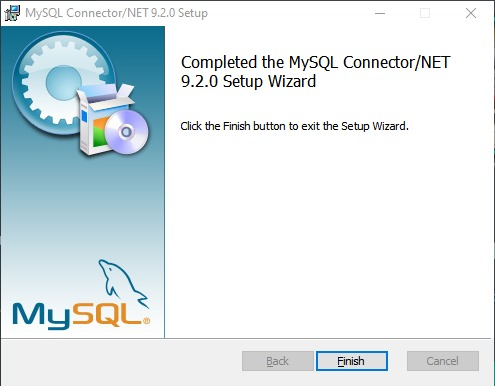 MySQL Connector/NET 9.2.0 Setup
Completed the MySQL Connector/NET
9.2.0 Setup Wizard
Click the Finish button to exit the Setup Wizard.
MySQL®
Back
Finish
Cancel